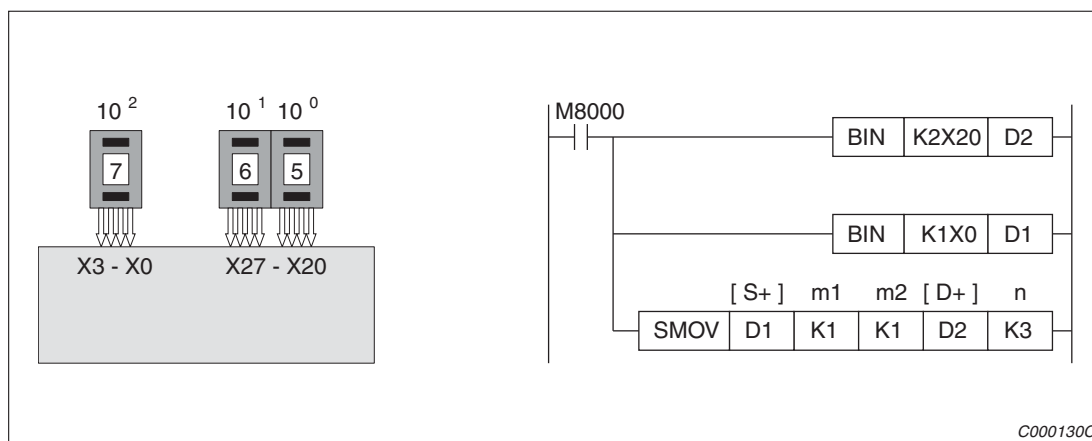 10 2
10 1 10 0
7
6 5
X3 - X0 X27 - X20
M8000
BIN K2X20 D2
BIN K1X0 D1
[ S+ ] m1 m2 [ D+ ] n
SMOV D1 K1 K1 D2 K3
C000130C